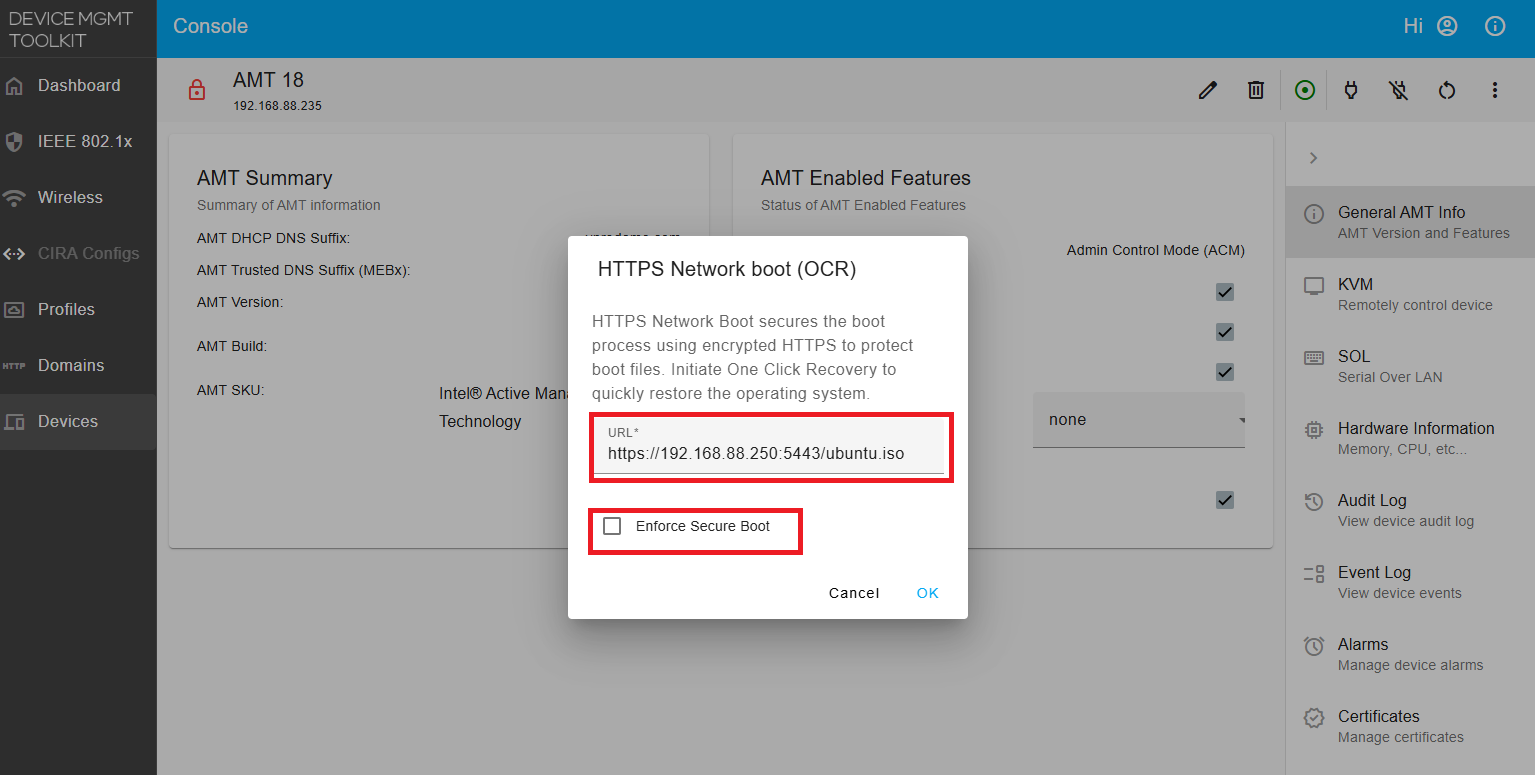 DEVICE MGMT
TOOLKIT
Console
Hi
Dashboard
IEEE 802.1x
Wireless
CIRA Configs
Profiles
HTTP
Domains
Devices
AMT 18
192.168.88.235
AMT Summary
Summary of AMT information
AMT DHCP DNS Suffix:
AMT Trusted DNS Suffix (MEBx):
AMT Version:
AMT Build:
AMT SKU:
Intel® Active
Technology
AMT Enabled Features
Status of AMT Enabled Features
Admin Control Mode (ACM)
none
HTTPS Network boot (OCR)
HTTPS Network Boot secures the boot
process using encrypted HTTPS to protect
boot files. Initiate One Click Recovery to
quickly restore the operating system.
URL*
https://192.168.88.250:5443/ubuntu.iso
Enforce Secure Boot
Cancel
OK
General AMT Info
AMT Version and Features
KVM
Remotely control device
SOL
Serial Over LAN
Hardware Information
Memory, CPU, etc...
Audit Log
View device audit log
Event Log
View device events
Alarms
Manage device alarms
Certificates
Manage certificates